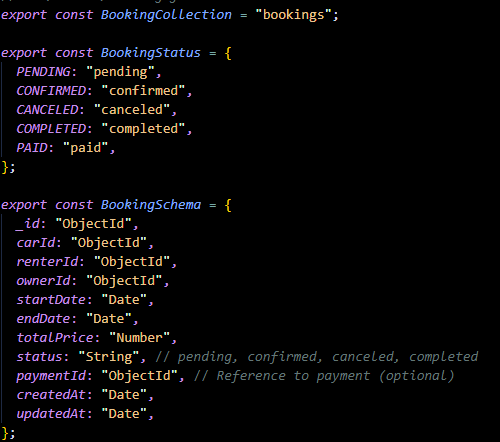 export const BookingCollection = "bookings";
export const BookingStatus = {
PENDING: "pending",
CONFIRMED: "confirmed",
CANCELED: "canceled",
COMPLETED: "completed",
PAID: "paid",
};
export const BookingSchema = {
_id: "ObjectId",
carId: "ObjectId",
renterId: "ObjectId",
ownerId: "ObjectId",
startDate: "Date",
endDate: "Date",
totalPrice: "Number",
status: "String", // pending, confirmed, canceled, completed
paymentId: "ObjectId", // Reference to payment (optional)
createdAt: "Date",
updatedAt: "Date",
};